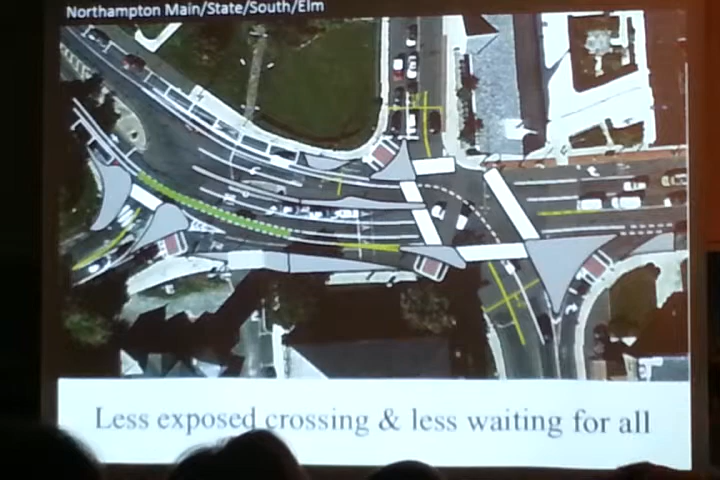 Northampton Main/State/South/Elm
Less exposed crossing & less waiting for all